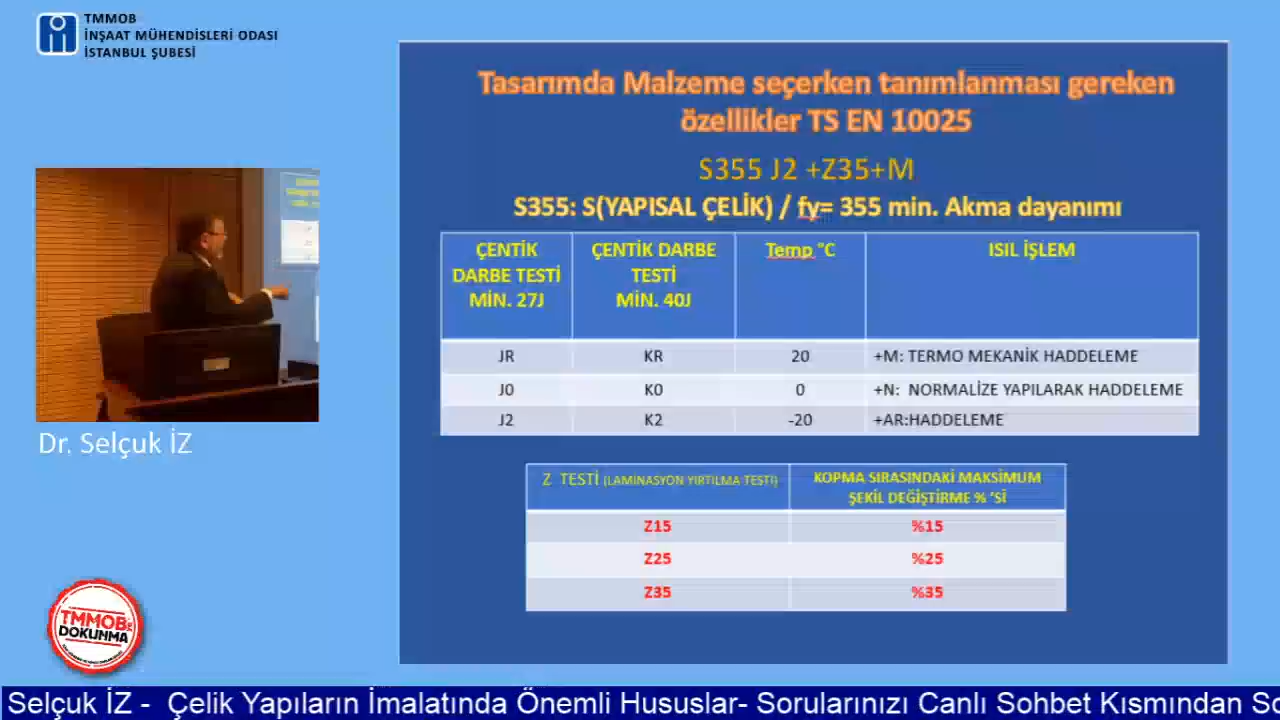 TMMOB
İNŞAAT MÜHENDİSLERİ ODASI
İSTANBUL ŞUBESİ
Tasarımda Malzeme seçerken tanımlanması gereken
özellikler TS EN 10025
S355 J2 +Z35+M
S355: S(YAPISAL ÇELİK) / fy= 355 min. Akma dayanımı
ÇENTİK DARBE TESTİ MİN. 27J ÇENTİK DARBE TESTİ MİN. 40J Temp °C ISIL İŞLEM
JR KR 20 +M: TERMO MEKANİK HADDELEME
J0 K0 0 +N: NORMALİZE YAPILARAK HADDELEME
J2 K2 -20 +AR:HADDELEME
Z TESTİ (LAMINASYON YIRTILMA TESTİ) KOPMA SIRASINDAKİ MAKSİMUM ŞEKİL DEĞİŞTİRME % 'Sİ
Z15 %15
Z25 %25
Z35 %35
Dr. Selçuk İZ
TMMOB'ye
DOKUNMA
Selçuk İZ - Çelik Yapıların İmalatında Önemli Hususlar- Sorularınızı Canlı Sohbet Kısmından So